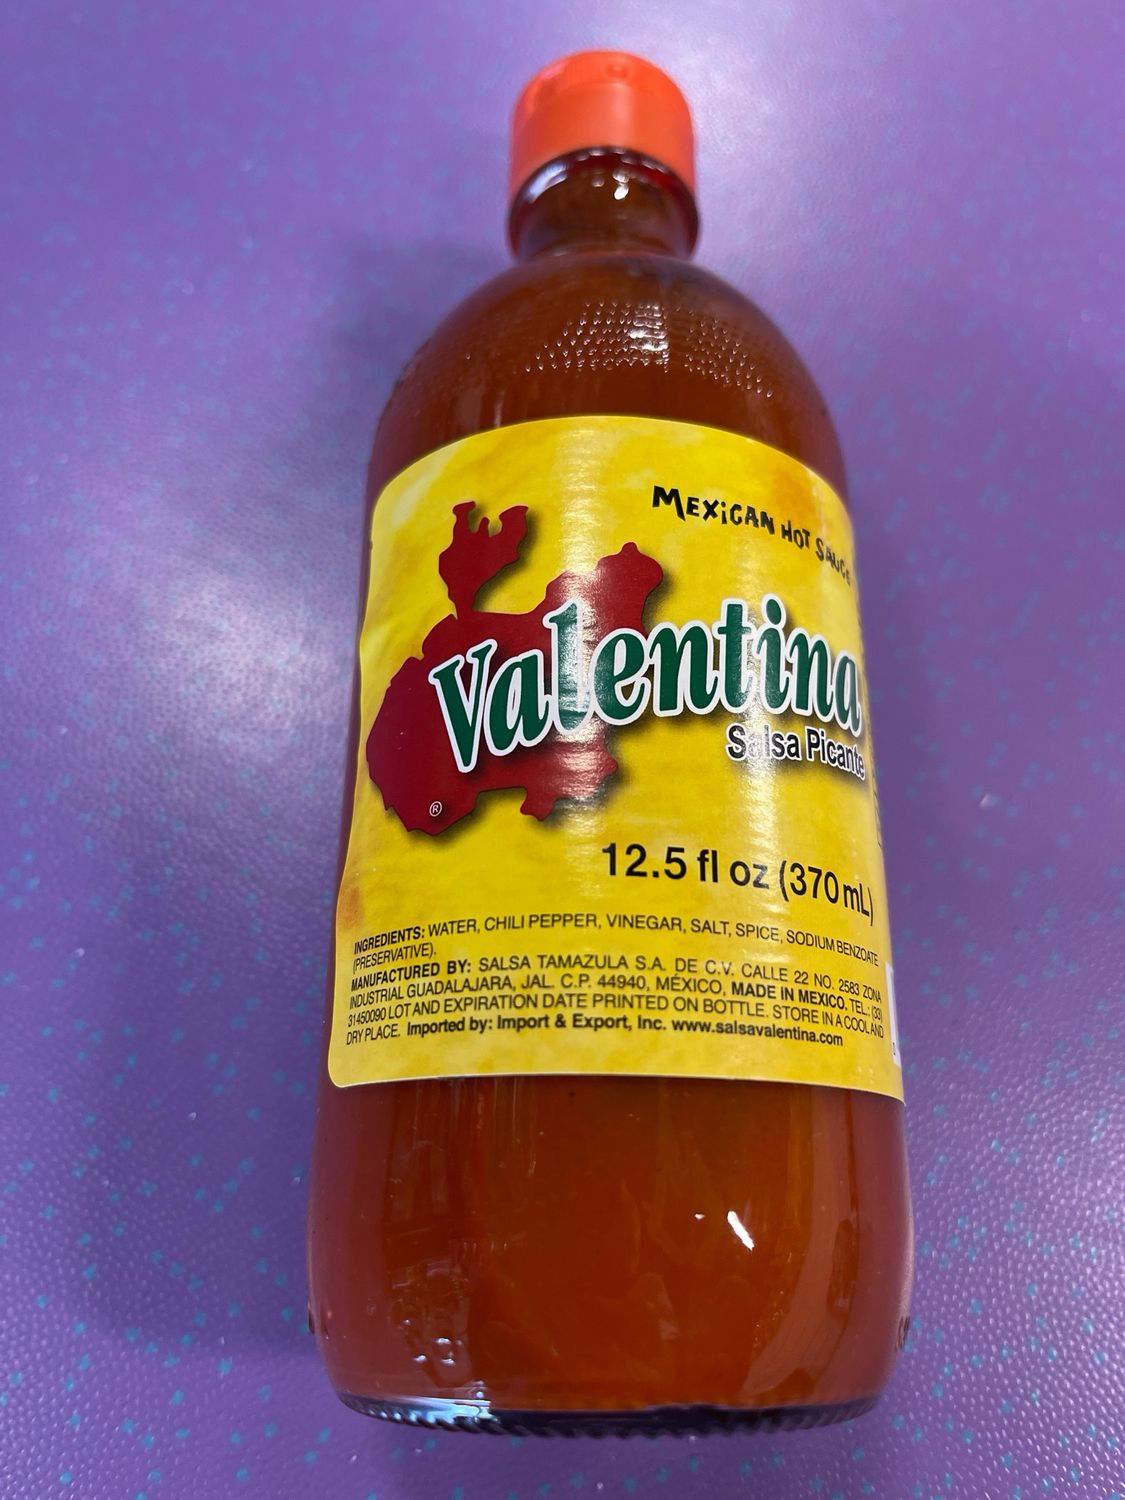 MEXiCAN HOT SAUCE
Valentina
Salsa Picante
®
12.5 fl oz (370 mL)
INGREDIENTS: WATER, CHILI PEPPER, VINEGAR, SALT, SPICE, SODIUM BENZOATE
(PRESERVATIVE).
MANUFACTURED BY: SALSA TAMAZULA S.A. DE C.V. CALLE 22 NO. 2583 ZONA
INDUSTRIAL GUADALAJARA, JAL. C.P. 44940, MÉXICO, MADE IN MEXICO. TEL.: (33)
31450090 LOT AND EXPIRATION DATE PRINTED ON BOTTLE. STORE IN A COOL AND
DRY PLACE. Imported by: Import & Export, Inc. www.salsavalentina.com